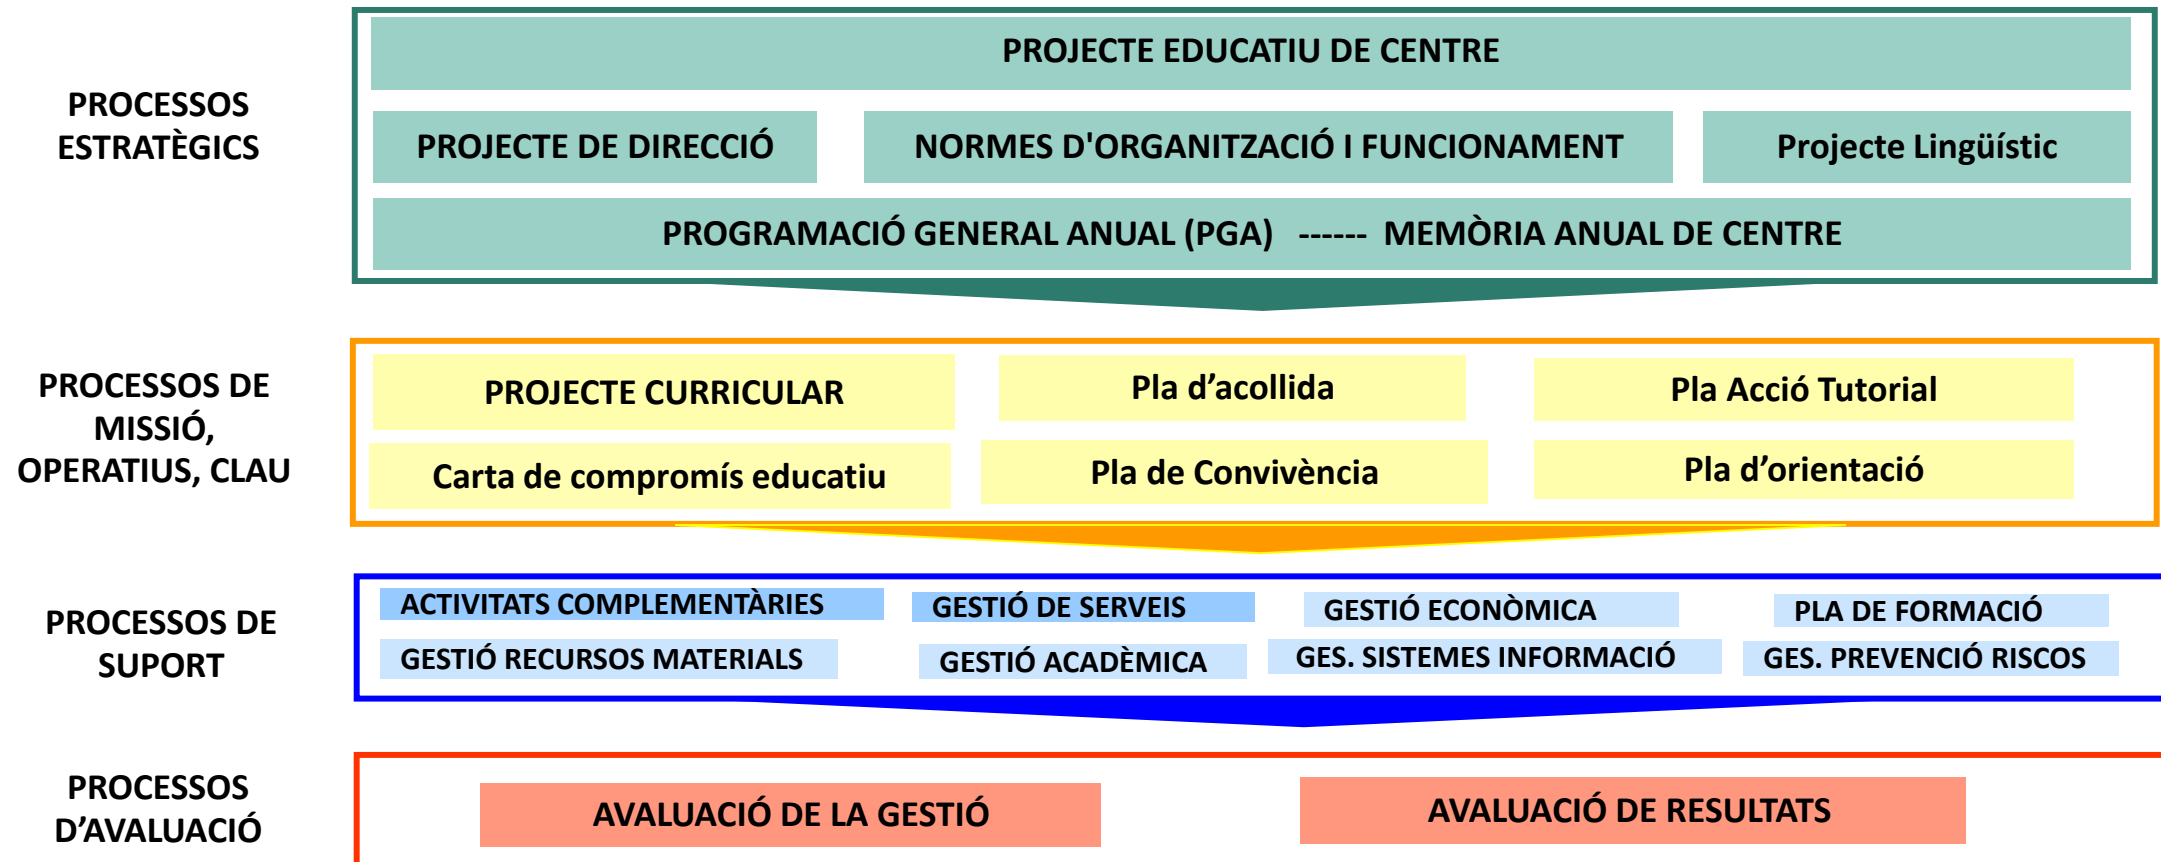 PROCESSOS
ESTRATÈGICS
PROJECTE EDUCATIU DE CENTRE
PROJECTE DE DIRECCIÓ
NORMES D'ORGANITZACIÓ I FUNCIONAMENT
Projecte Lingüístic
PROGRAMACIÓ GENERAL ANUAL (PGA) ------ MEMÒRIA ANUAL DE CENTRE
PROCESSOS DE
MISSIÓ,
OPERATIUS, CLAU
PROJECTE CURRICULAR
Pla d’acollida
Pla Acció Tutorial
Carta de compromís educatiu
Pla de Convivència
Pla d’orientació
PROCESSOS DE
SUPORT
ACTIVITATS COMPLEMENTÀRIES
GESTIÓ DE SERVEIS
GESTIÓ ECONÒMICA
PLA DE FORMACIÓ
GESTIÓ RECURSOS MATERIALS
GESTIÓ ACADÈMICA
GES. SISTEMES INFORMACIÓ
GES. PREVENCIÓ RISCOS
PROCESSOS
D’AVALUACIÓ
AVALUACIÓ DE LA GESTIÓ
AVALUACIÓ DE RESULTATS